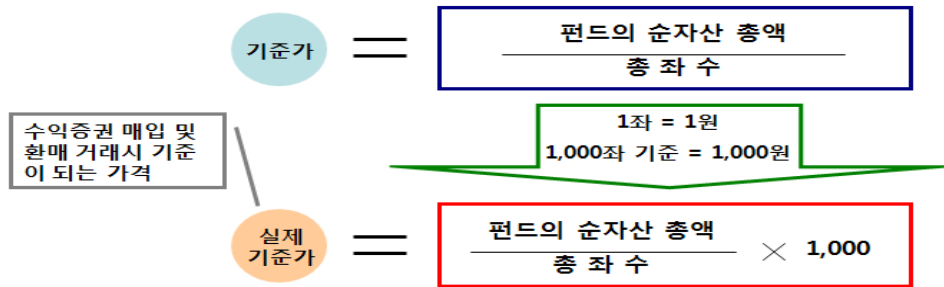 기준가
=
펀드의 순자산 총액
총 좌 수
수익증권 매입 및
환매 거래시 기준
이 되는 가격
1좌 = 1원
1,000좌 기준 = 1,000원
실제
기준가
=
펀드의 순자산 총액
총 좌 수
× 1,000